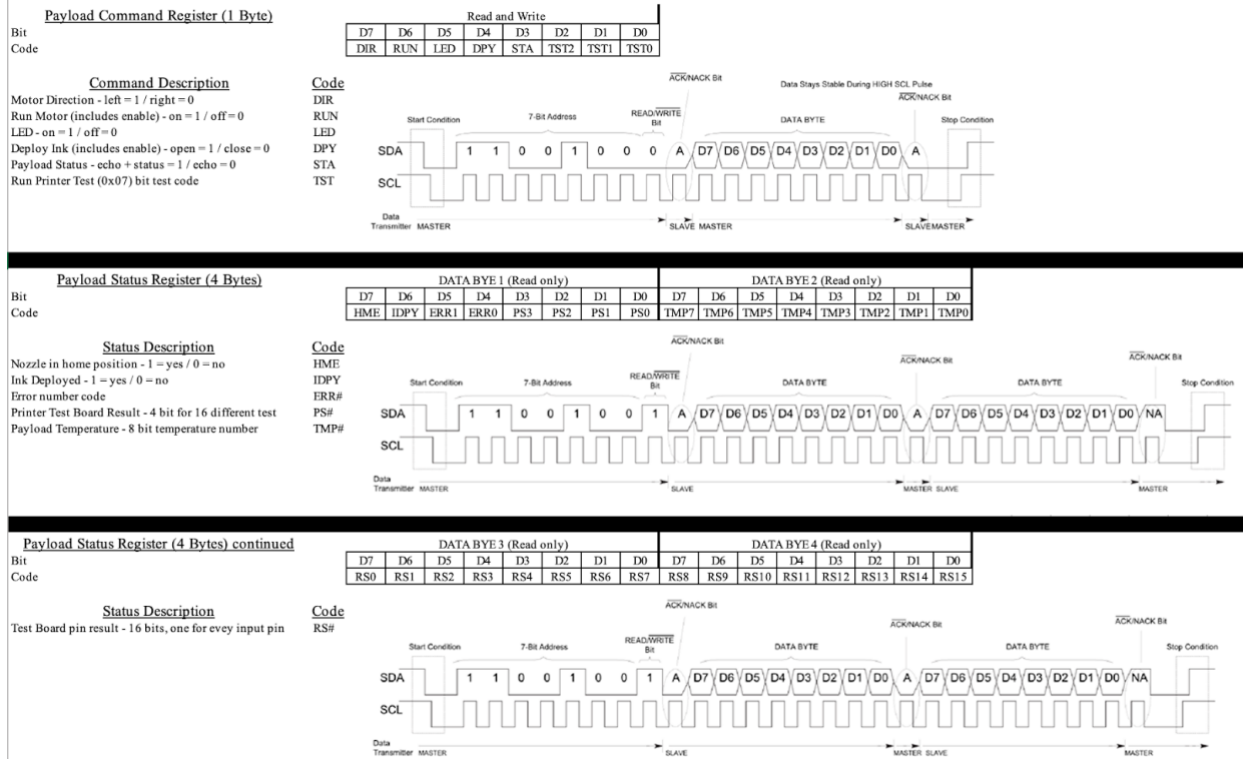 Payload Command Register (1 Byte) Read and Write
Bit D7 D6 D5 D4 D3 D2 D1 D0
Code DIR RUN LED DPY STA TST2 TST1 TST0
Command Description Code
Motor Direction - left = 1 / right = 0 DIR
Run Motor (includes enable) - on = 1 / off = 0 RUN
LED - on = 1 / off = 0 LED
Deploy Ink (includes enable) - open = 1 / close = 0 DPY
Payload Status - echo + status = 1 / echo = 0 STA
Run Printer Test (0x07) bit test code TST
ACK/NACK Bit
Data Stays Stable During HIGH SCL Pulse
ACK/NACK Bit
Start Condition 7-Bit Address READ/WRITE Bit DATA BYTE Stop Condition
SDA 1 1 0 0 1 0 0 0 A D7 D6 D5 D4 D3 D2 D1 D0 A
SCL
Data
Transmitter MASTER SLAVE MASTER SLAVE MASTER
Payload Status Register (4 Bytes) DATA BYE 1 (Read only) DATA BYE 2 (Read only)
Bit D7 D6 D5 D4 D3 D2 D1 D0 D7 D6 D5 D4 D3 D2 D1 D0
Code HME IDPY ERR1 ERR0 PS3 PS2 PS1 PS0 TMP7 TMP6 TMP5 TMP4 TMP3 TMP2 TMP1 TMP0
Status Description Code
Nozzle in home position - 1 = yes / 0 = no HME
Ink Deployed - 1 = yes / 0 = no IDPY
Error number code ERR#
Printer Test Board Result - 4 bit for 16 different test PS#
Payload Temperature - 8 bit temperature number TMP#
ACK/NACK Bit ACK/NACK Bit ACK/NACK Bit
Start Condition 7-Bit Address READ/WRITE Bit DATA BYTE DATA BYTE Stop Condition
SDA 1 1 0 0 1 0 0 1 A D7 D6 D5 D4 D3 D2 D1 D0 A D7 D6 D5 D4 D3 D2 D1 D0 NA
SCL
Data
Transmitter MASTER SLAVE MASTER SLAVE MASTER
Payload Status Register (4 Bytes) continued DATA BYE 3 (Read only) DATA BYE 4 (Read only)
Bit D7 D6 D5 D4 D3 D2 D1 D0 D7 D6 D5 D4 D3 D2 D1 D0
Code RS0 RS1 RS2 RS3 RS4 RS5 RS6 RS7 RS8 RS9 RS10 RS11 RS12 RS13 RS14 RS15
Status Description Code
Test Board pin result - 16 bits, one for evey input pin RS#
ACK/NACK Bit ACK/NACK Bit ACK/NACK Bit
Start Condition 7-Bit Address READ/WRITE Bit DATA BYTE DATA BYTE Stop Condition
SDA 1 1 0 0 1 0 0 1 A D7 D6 D5 D4 D3 D2 D1 D0 A D7 D6 D5 D4 D3 D2 D1 D0 NA
SCL
Data
Transmitter MASTER SLAVE MASTER SLAVE MASTER